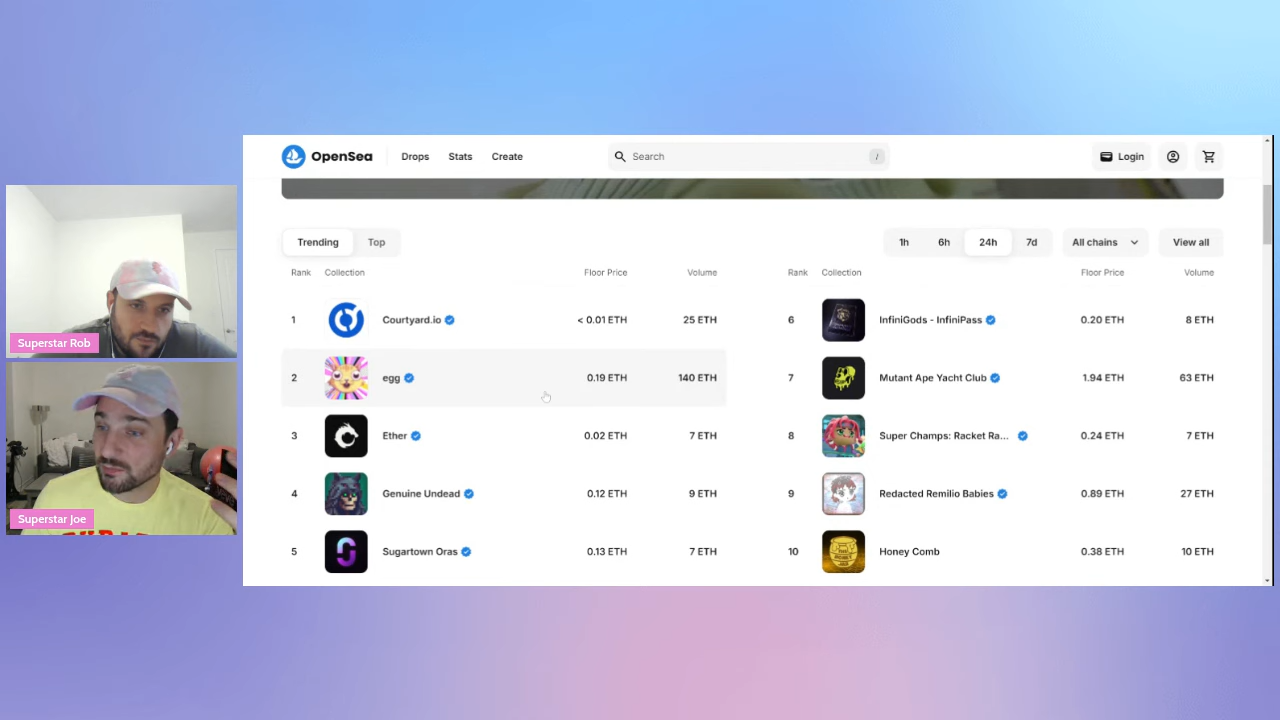 OpenSea
Drops
Stats
Create
Search
/
Login
Trending
Top
1h
6h
24h
7d
All chains
View all
Rank Collection Floor Price Volume
1 Courtyard.io < 0.01 ETH 25 ETH
2 egg 0.19 ETH 140 ETH
3 Ether 0.02 ETH 7 ETH
4 Genuine Undead 0.12 ETH 9 ETH
5 Sugartown Oras 0.13 ETH 7 ETH
Rank Collection Floor Price Volume
6 InfiniGods - InfiniPass 0.20 ETH 8 ETH
7 Mutant Ape Yacht Club 1.94 ETH 63 ETH
8 Super Champs: Racket Ra... 0.24 ETH 7 ETH
9 Redacted Remilio Babies 0.89 ETH 27 ETH
10 Honey Comb 0.38 ETH 10 ETH
Superstar Rob
Superstar Joe